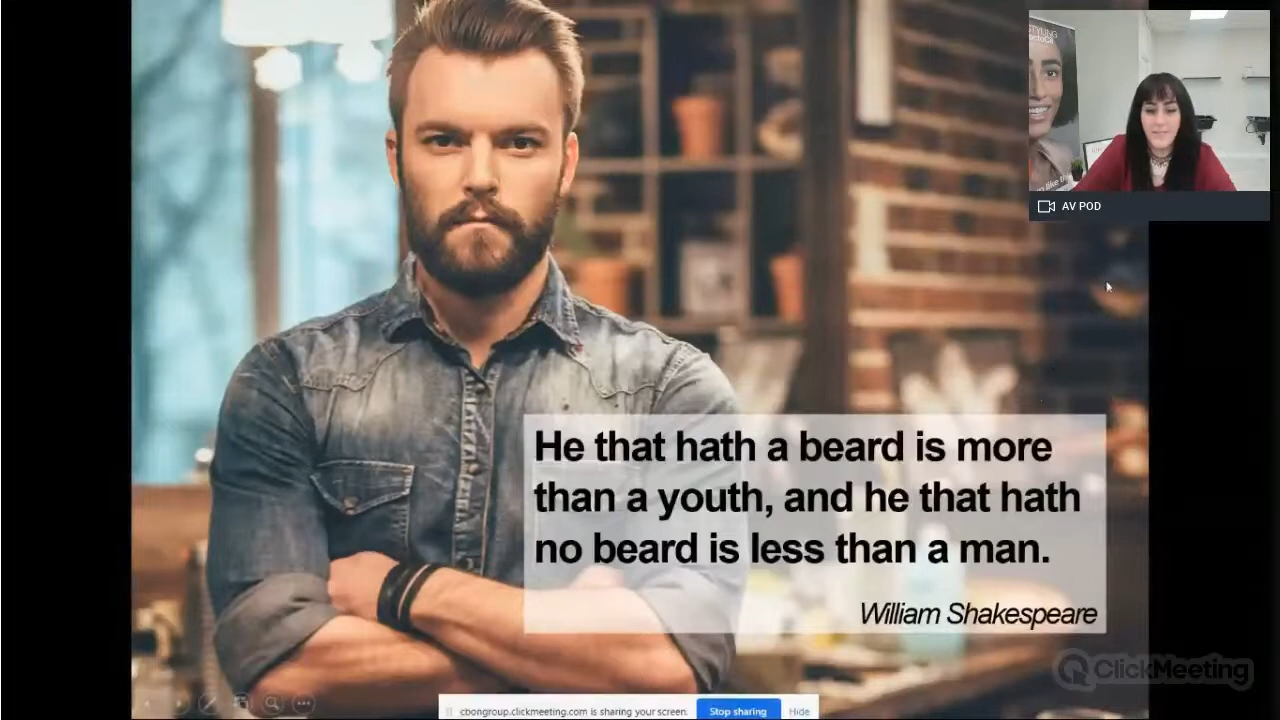 AV POD
He that hath a beard is more
than a youth, and he that hath
no beard is less than a man.
William Shakespeare
ClickMeeting
cbongroup.clickmeeting.com is sharing your screen.
Stop sharing
Hide